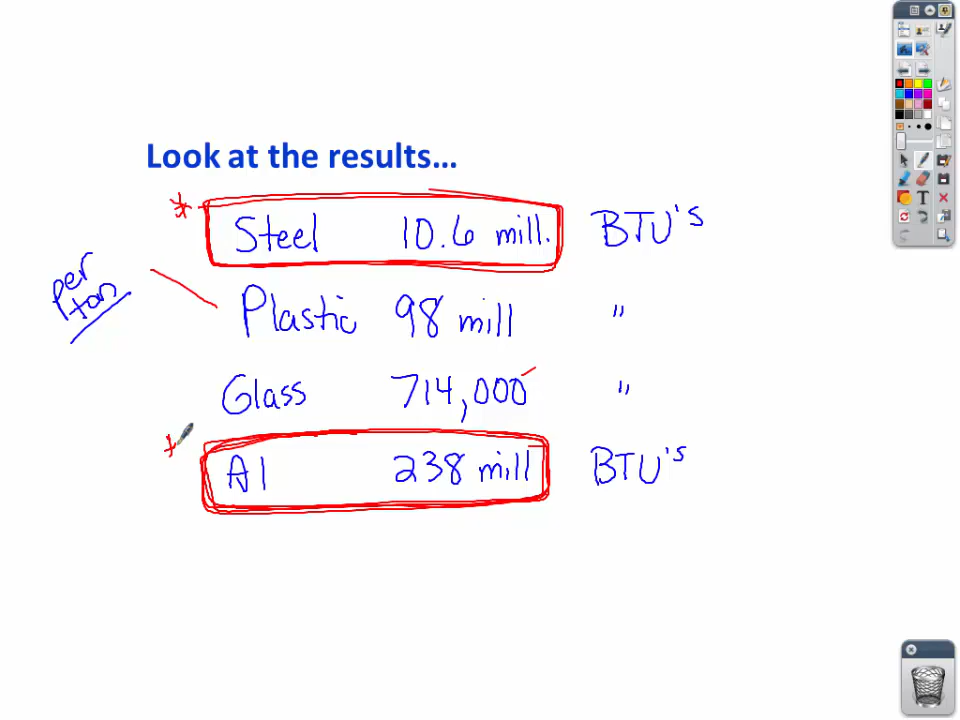 Look at the results...
Steel 10.6 mill. BTU's
per ton
Plastic 98 mill "
Glass 714,000 "
Al 238 mill BTU's
T